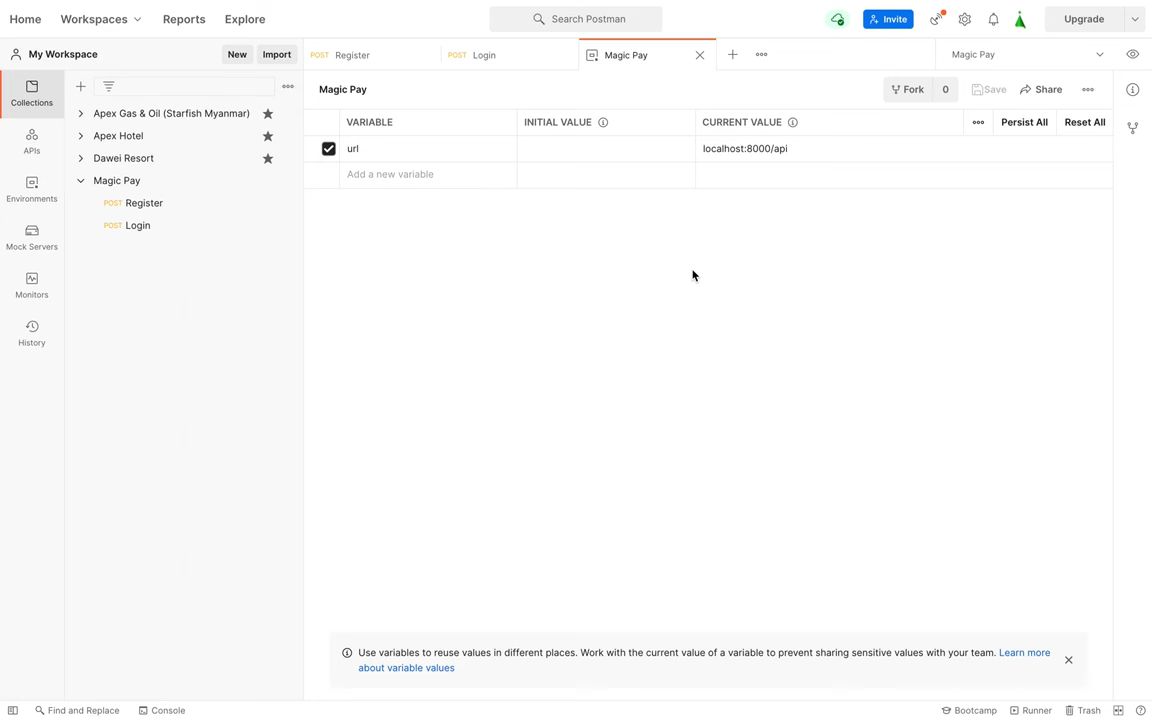 Home Workspaces Reports Explore Search Postman Invite Upgrade
My Workspace New Import
POST Register POST Login Magic Pay Magic Pay
Collections
APIs
Environments
Mock Servers
Monitors
History
Apex Gas & Oil (Starfish Myanmar)
Apex Hotel
Dawei Resort
Magic Pay
POST Register
POST Login
Magic Pay Fork 0 Save Share
VARIABLE INITIAL VALUE CURRENT VALUE Persist All Reset All
url localhost:8000/api
Add a new variable
Use variables to reuse values in different places. Work with the current value of a variable to prevent sharing sensitive values with your team. Learn more
about variable values
Find and Replace Console Bootcamp Runner Trash